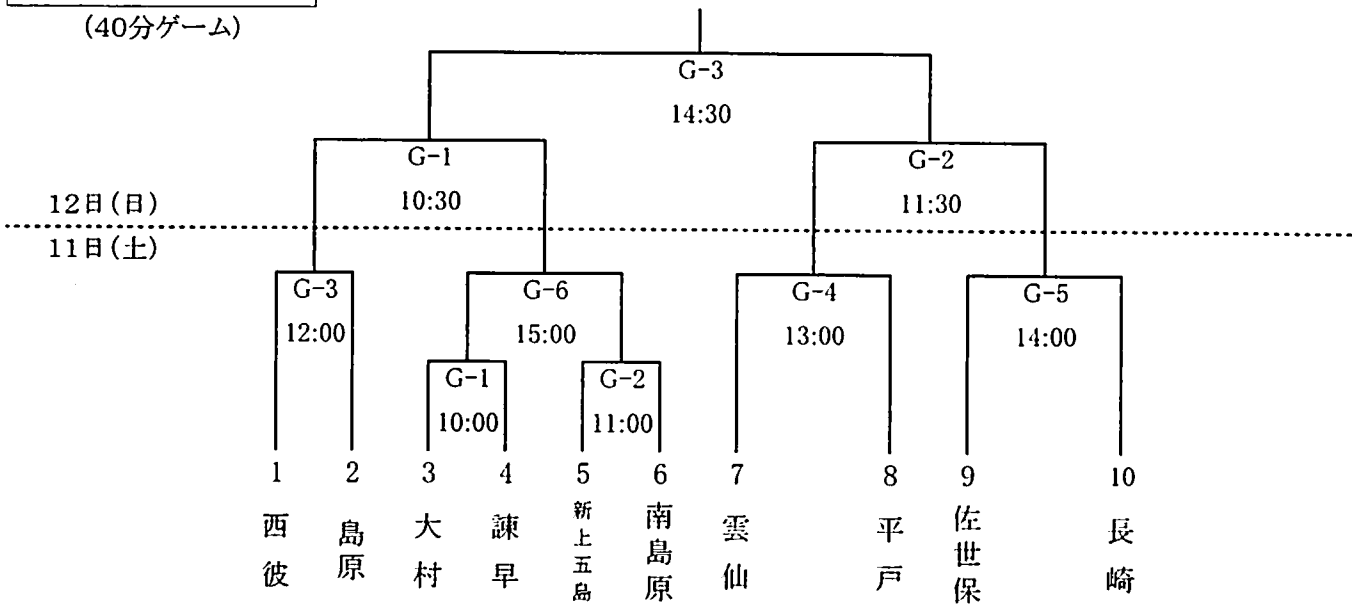 (40分ゲーム)
G-3
14:30
G-1
G-2
10:30
11:30
12日(日)
11日(土)
G-3
G-6
G-4
G-5
12:00
15:00
13:00
14:00
G-1
G-2
10:00
11:00
1 2 3 4 5 6 7 8 9 10
西彼
島原
大村
諫早
新上五島
南島原
雲仙
平戸
佐世保
長崎